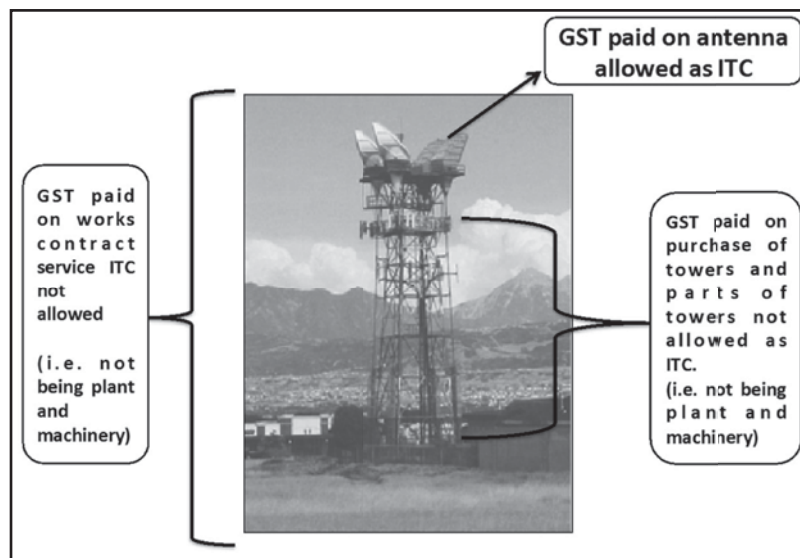 GST paid on antenna
allowed as ITC
GST paid
on works
contract
service ITC
not
allowed
(i.e. not
being plant
and
machinery)
GST paid on
purchase of
towers and
parts of
towers not
allowed as
ITC.
(i.e. not being
plant and
machinery)